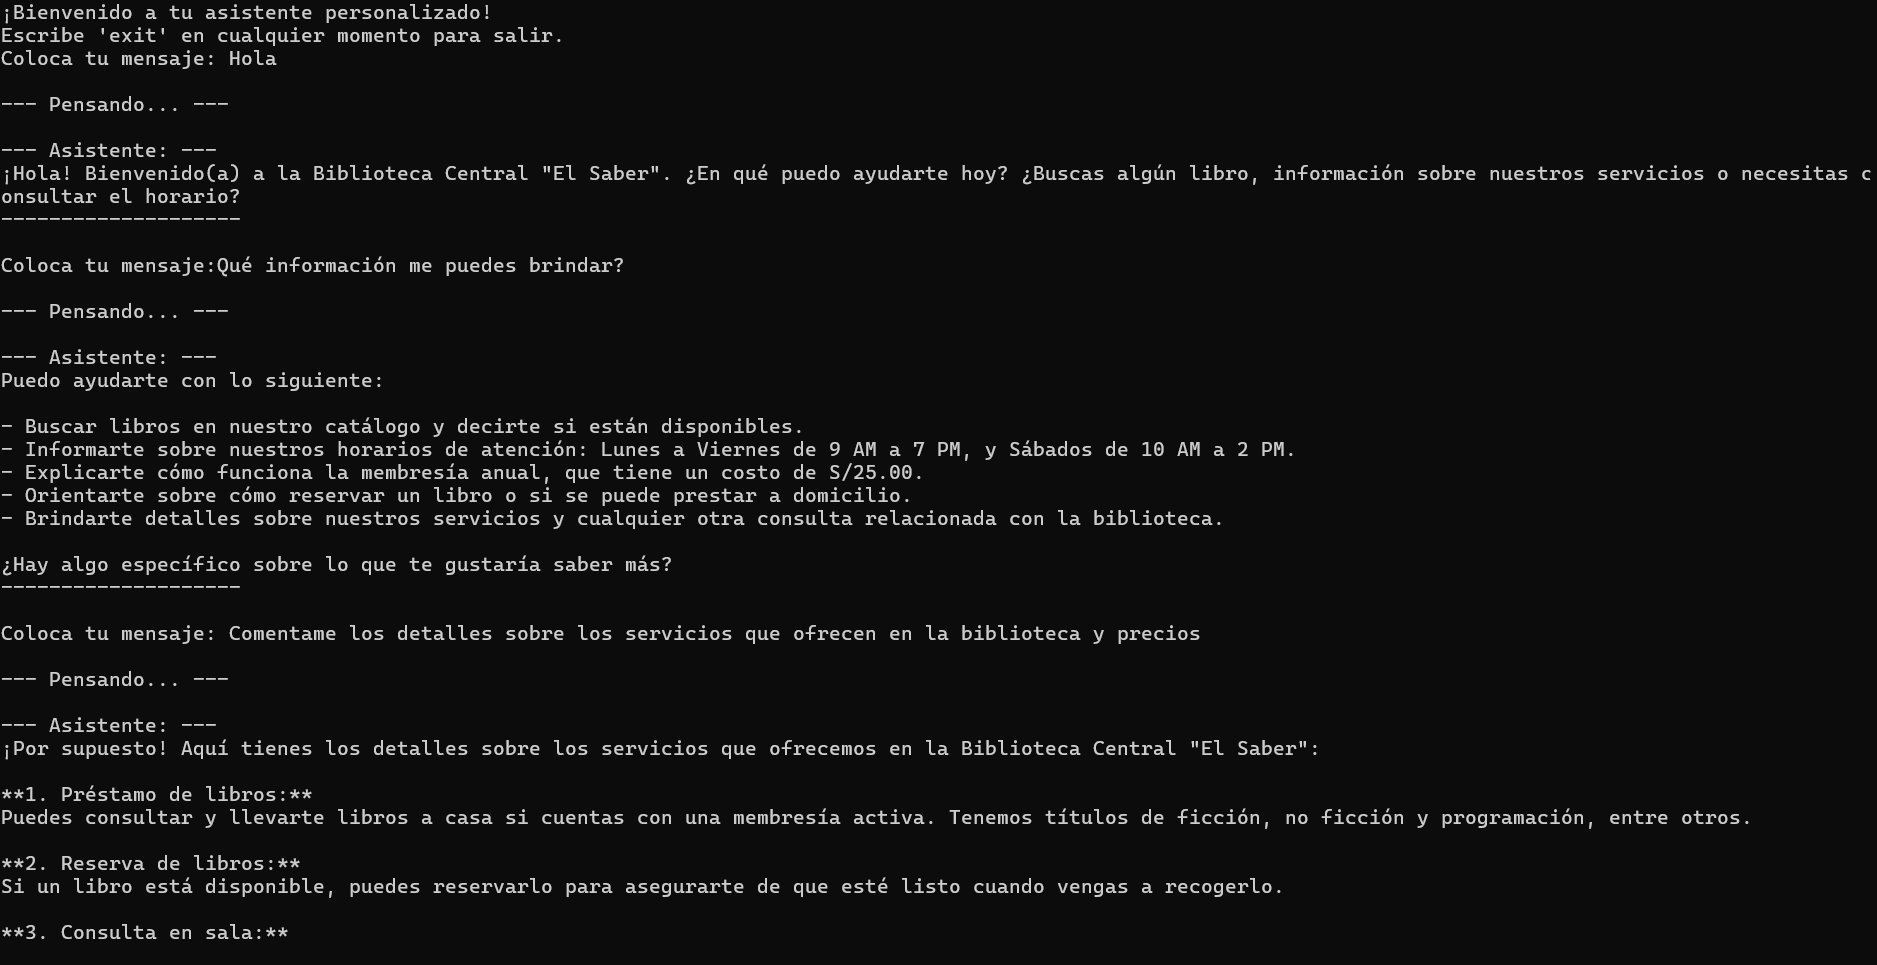 ¡Bienvenido a tu asistente personalizado!
Escribe 'exit' en cualquier momento para salir.
Coloca tu mensaje: Hola
--- Pensando... ---
--- Asistente: ---
¡Hola! Bienvenido(a) a la Biblioteca Central "El Saber". ¿En qué puedo ayudarte hoy? ¿Buscas algún libro, información sobre nuestros servicios o necesitas c
onsultar el horario?
--------------------
Coloca tu mensaje:Qué información me puedes brindar?
--- Pensando... ---
--- Asistente: ---
Puedo ayudarte con lo siguiente:
- Buscar libros en nuestro catálogo y decirte si están disponibles.
- Informarte sobre nuestros horarios de atención: Lunes a Viernes de 9 AM a 7 PM, y Sábados de 10 AM a 2 PM.
- Explicarte cómo funciona la membresía anual, que tiene un costo de S/25.00.
- Orientarte sobre cómo reservar un libro o si se puede prestar a domicilio.
- Brindarte detalles sobre nuestros servicios y cualquier otra consulta relacionada con la biblioteca.
¿Hay algo específico sobre lo que te gustaría saber más?
--------------------
Coloca tu mensaje: Comentame los detalles sobre los servicios que ofrecen en la biblioteca y precios
--- Pensando... ---
--- Asistente: ---
¡Por supuesto! Aquí tienes los detalles sobre los servicios que ofrecemos en la Biblioteca Central "El Saber":
**1. Préstamo de libros:**
Puedes consultar y llevarte libros a casa si cuentas con una membresía activa. Tenemos títulos de ficción, no ficción y programación, entre otros.
**2. Reserva de libros:**
Si un libro está disponible, puedes reservarlo para asegurarte de que esté listo cuando vengas a recogerlo.
**3. Consulta en sala:**